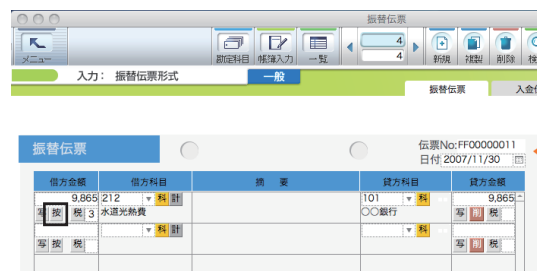 振替伝票
メニュー
勘定科目 帳簿入力 一覧
4
4
新規 複製 削除 検
入力: 振替伝票形式
一般
振替伝票 入金伝
振替伝票
伝票No:FF00000011
日付 2007/11/30
借方金額 借方科目 摘 要 貸方科目 貸方金額
9,865 212 科 計 101 科 9,865
写 按 税 3 水道光熱費 ○○銀行 写 削 税
科 計 科
写 按 税 写 削 税